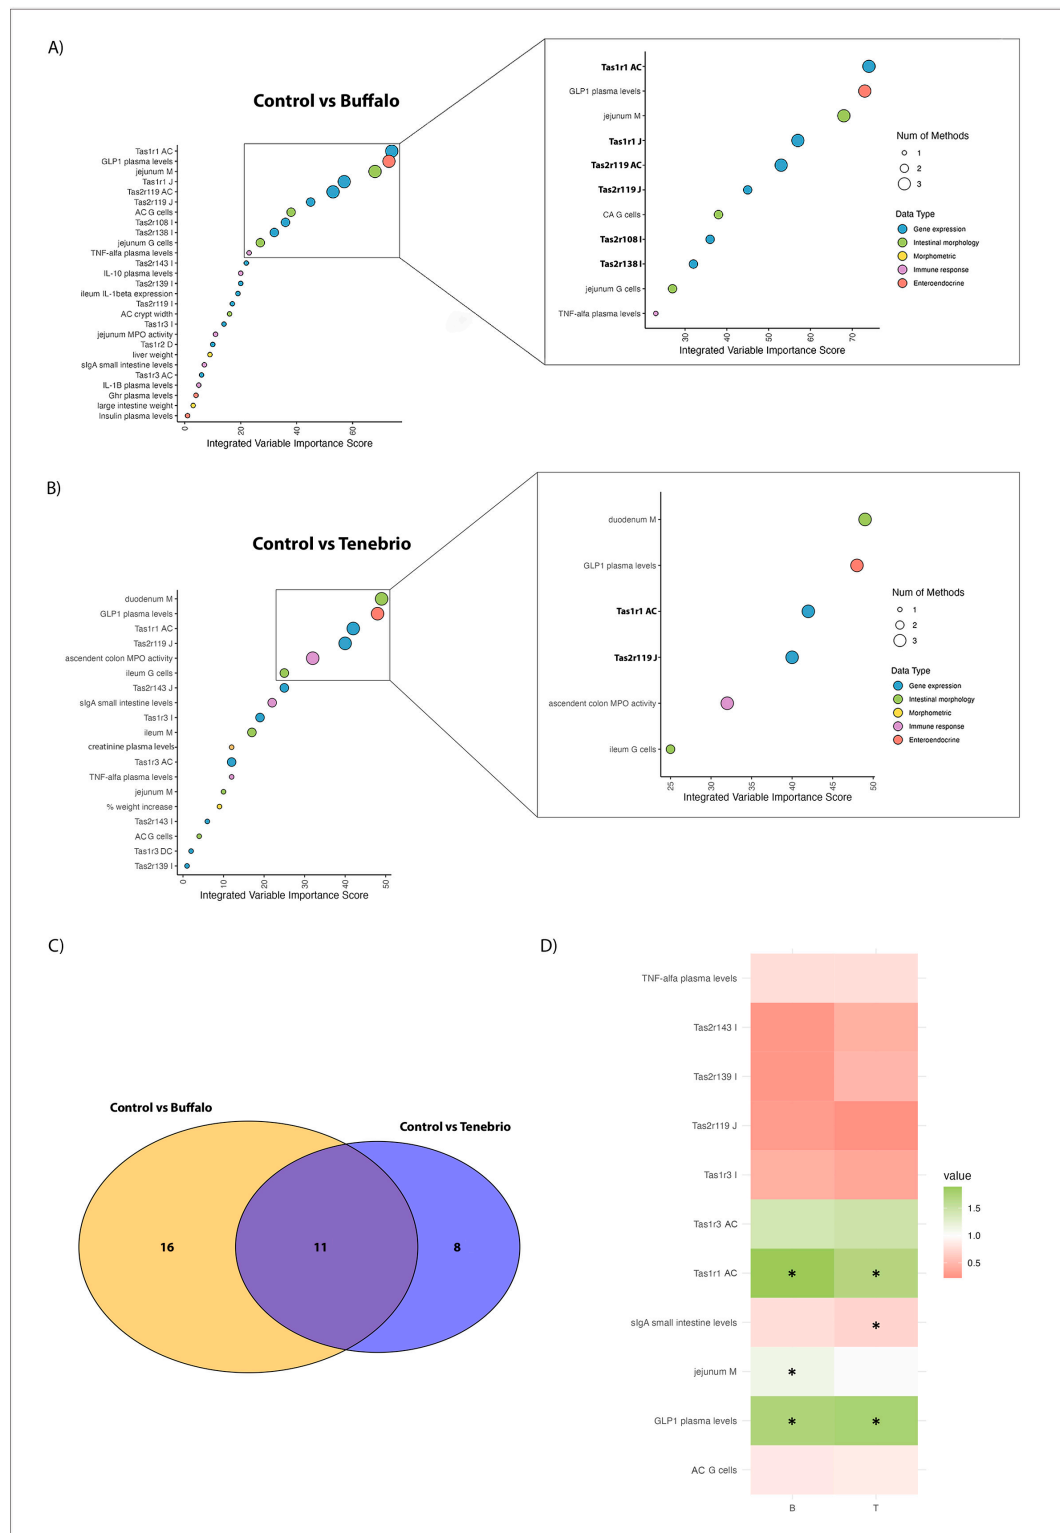 A)
Control vs Buffalo
Tas1r1 AC
GLP1 plasma levels
jejunum M
Tas1r1 J
Tas2r119 AC
Tas2r119 J
AC G cells
Tas2r108 I
Tas2r138 I
jejunum G cells
TNF-alfa plasma levels
Tas2r143 I
IL-10 plasma levels
Tas2r139 I
ileum IL-1beta expression
Tas2r119 I
AC crypt width
Tas1r3 I
jejunum MPO activity
Tas1r2 D
liver weight
sIgA small intestine levels
Tas1r3 AC
IL-1B plasma levels
Ghr plasma levels
large intestine weight
Insulin plasma levels
0 20 40 60
Integrated Variable Importance Score
Tas1r1 AC
GLP1 plasma levels
jejunum M
Tas1r1 J
Tas2r119 AC
Tas2r119 J
CA G cells
Tas2r108 I
Tas2r138 I
jejunum G cells
TNF-alfa plasma levels
30 40 50 60 70
Integrated Variable Importance Score
Num of Methods
1
2
3
Data Type
Gene expression
Intestinal morphology
Morphometric
Immune response
Enteroendocrine
B)
Control vs Tenebrio
duodenum M
GLP1 plasma levels
Tas1r1 AC
Tas2r119 J
ascendent colon MPO activity
ileum G cells
Tas2r143 J
sIgA small intestine levels
Tas1r3 I
ileum M
creatinine plasma levels
Tas1r3 AC
TNF-alfa plasma levels
jejunum M
% weight increase
Tas2r143 I
AC G cells
Tas1r3 DC
Tas2r139 I
0 10 20 30 40 50
Integrated Variable Importance Score
duodenum M
GLP1 plasma levels
Tas1r1 AC
Tas2r119 J
ascendent colon MPO activity
ileum G cells
25 30 35 40 45 50
Integrated Variable Importance Score
Num of Methods
1
2
3
Data Type
Gene expression
Intestinal morphology
Morphometric
Immune response
Enteroendocrine
C)
Control vs Buffalo
Control vs Tenebrio
16 11 8
D)
TNF-alfa plasma levels
Tas2r143 I
Tas2r139 I
Tas2r119 J
Tas1r3 I
Tas1r3 AC
Tas1r1 AC * *
sIgA small intestine levels *
jejunum M *
GLP1 plasma levels * *
AC G cells
B T
value
1.5
1.0
0.5